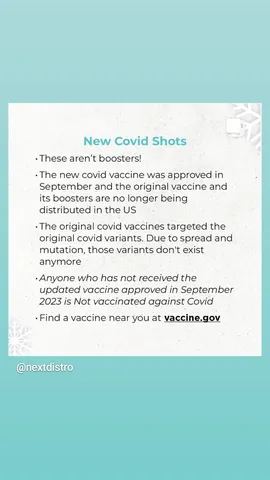 New Covid Shots
• These aren't boosters!
• The new covid vaccine was approved in
September and the original vaccine and
its boosters are no longer being
distributed in the US
• The original covid vaccines targeted the
original covid variants. Due to spread and
mutation, those variants don't exist
anymore
• Anyone who has not received the
updated vaccine approved in September
2023 is Not vaccinated against Covid
• Find a vaccine near you at vaccine.gov
@nextdistro